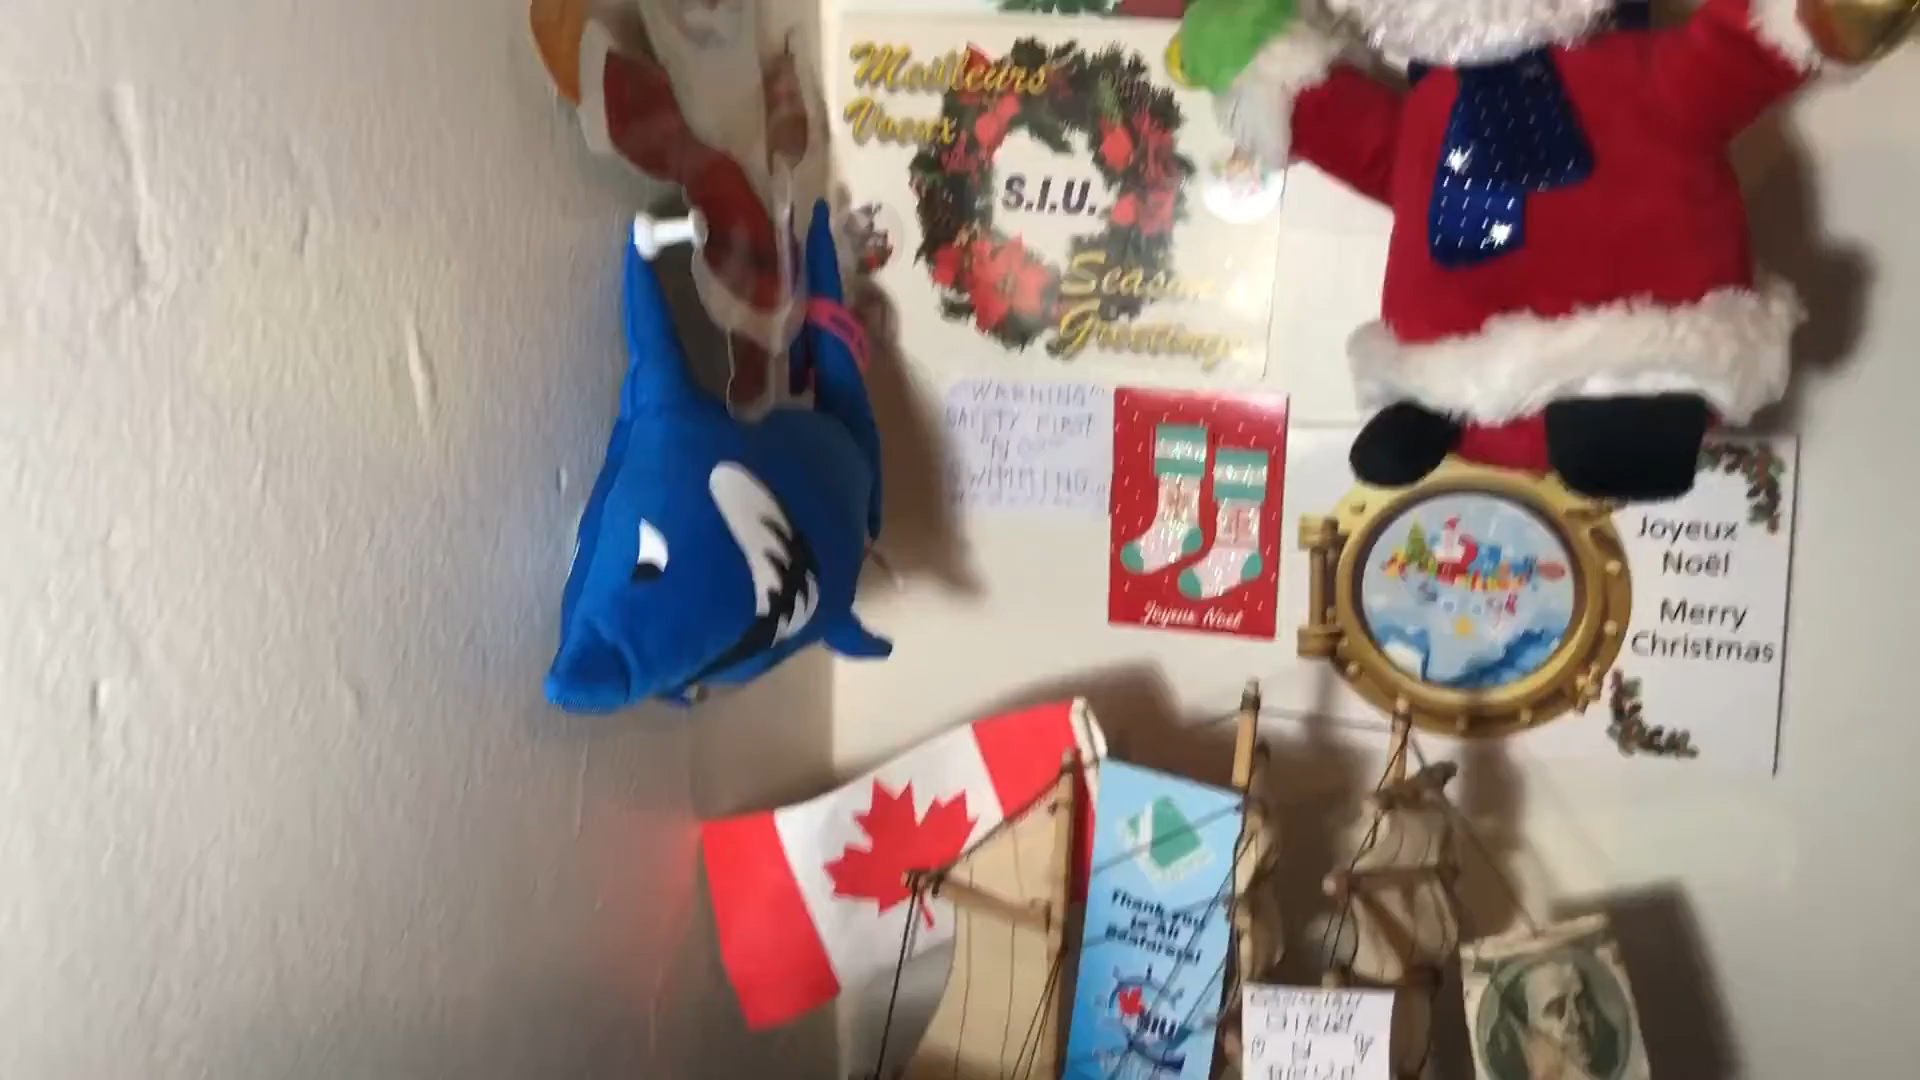 Meilleurs
Voeux
S.I.U.
Season's
Greetings
"WARNING"
SAFETY FIRST
"NO"
SWIMMING
Joyeux Noël
Joyeux
Noël
Merry
Christmas
Thank you
to All
Seafarers!
SIU